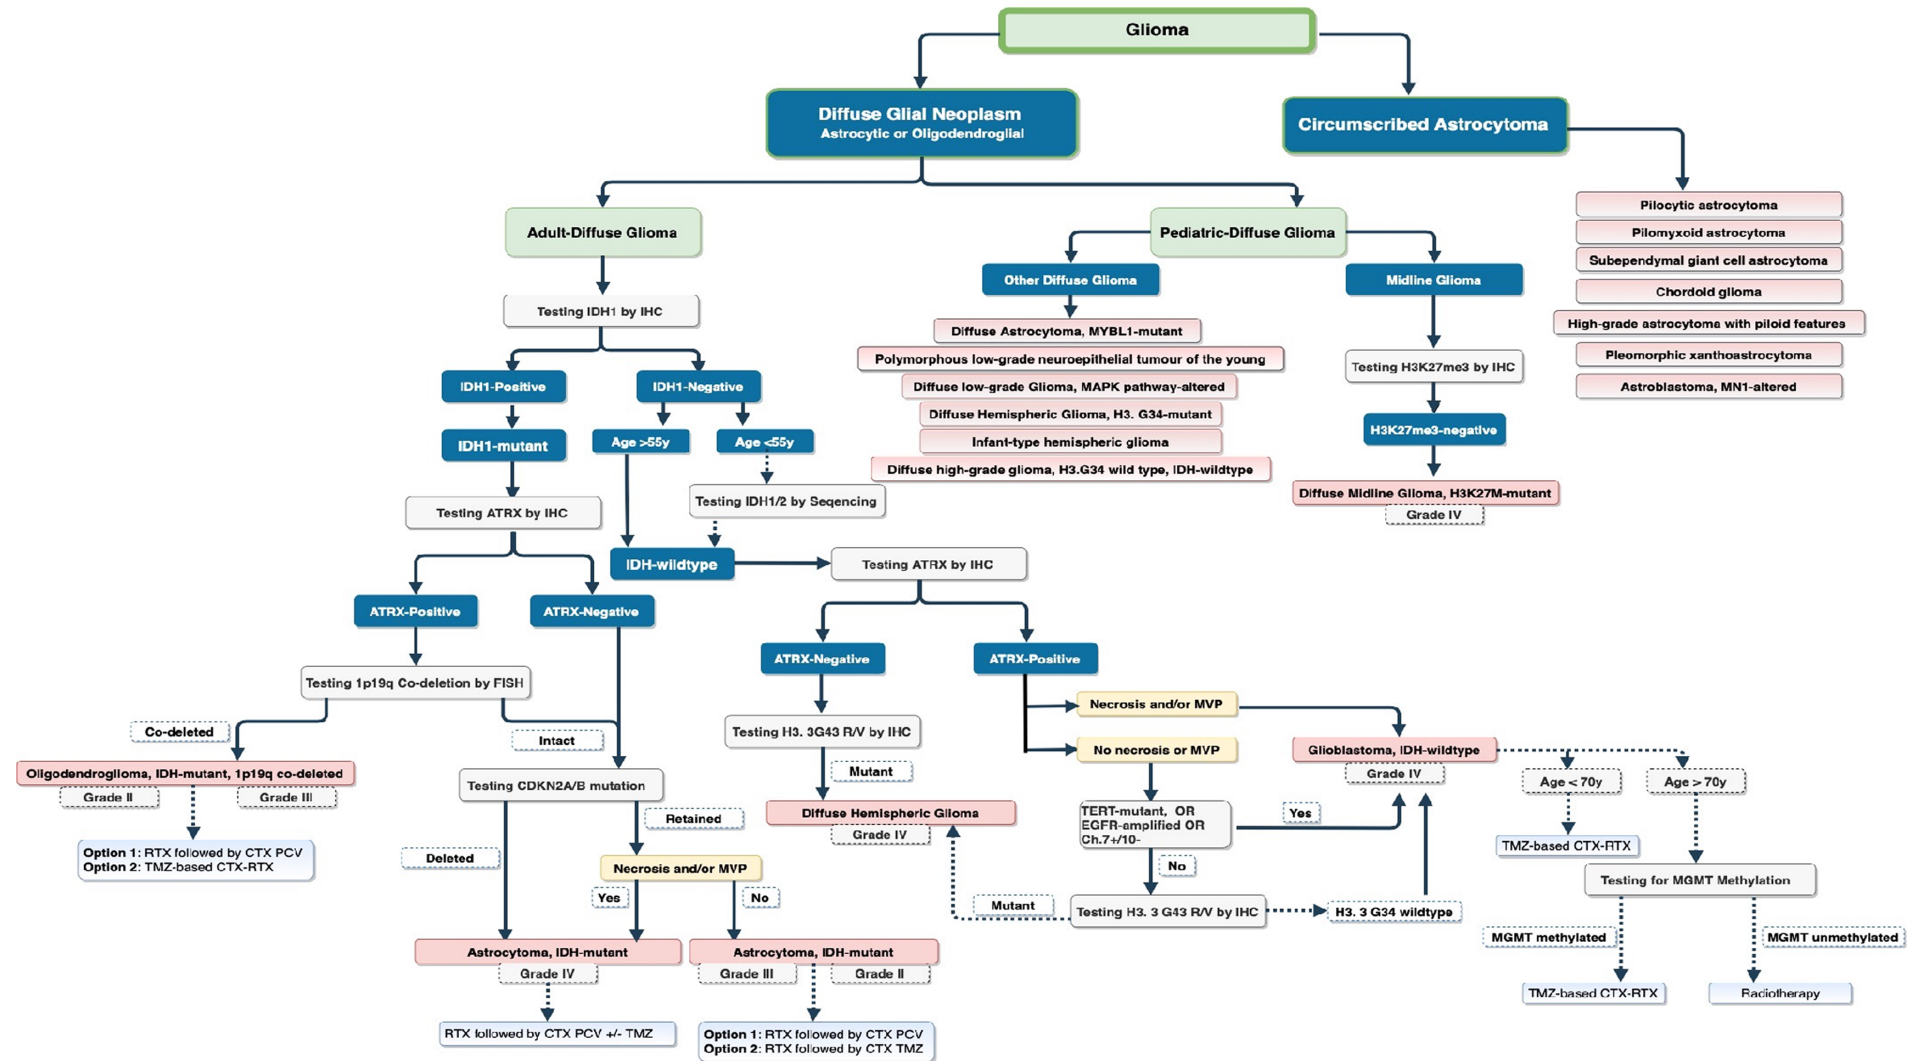 Glioma
Diffuse Glial Neoplasm
Astrocytic or Oligodendroglial
Circumscribed Astrocytoma
Pilocytic astrocytoma
Pilomyxoid astrocytoma
Subependymal giant cell astrocytoma
Chordoid glioma
High-grade astrocytoma with piloid features
Pleomorphic xanthoastrocytoma
Astroblastoma, MN1-altered
Adult-Diffuse Glioma
Pediatric-Diffuse Glioma
Other Diffuse Glioma
Midline Glioma
Diffuse Astrocytoma, MYBL1-mutant
Polymorphous low-grade neuroepithelial tumour of the young
Diffuse low-grade Glioma, MAPK pathway-altered
Diffuse Hemispheric Glioma, H3. G34-mutant
Infant-type hemispheric glioma
Diffuse high-grade glioma, H3.G34 wild type, IDH-wildtype
Testing H3K27me3 by IHC
H3K27me3-negative
Diffuse Midline Glioma, H3K27M-mutant
Grade IV
Testing IDH1 by IHC
IDH1-Positive
IDH1-Negative
IDH1-mutant
Age >55y
Age <55y
Testing IDH1/2 by Seqencing
Testing ATRX by IHC
IDH-wildtype
Testing ATRX by IHC
ATRX-Positive
ATRX-Negative
ATRX-Negative
ATRX-Positive
Testing 1p19q Co-deletion by FISH
Co-deleted
Intact
Oligodendroglioma, IDH-mutant, 1p19q co-deleted
Grade II
Grade III
Option 1: RTX followed by CTX PCV
Option 2: TMZ-based CTX-RTX
Testing CDKN2A/B mutation
Retained
Deleted
Necrosis and/or MVP
Yes
No
Astrocytoma, IDH-mutant
Grade IV
RTX followed by CTX PCV +/- TMZ
Astrocytoma, IDH-mutant
Grade III
Grade II
Option 1: RTX followed by CTX PCV
Option 2: RTX followed by CTX TMZ
Testing H3. 3G43 R/V by IHC
Mutant
Diffuse Hemispheric Glioma
Grade IV
Necrosis and/or MVP
No necrosis or MVP
TERT-mutant, OR
EGFR-amplified OR
Ch.7+/10-
Yes
No
Testing H3. 3 G43 R/V by IHC
Mutant
H3. 3 G34 wildtype
Glioblastoma, IDH-wildtype
Grade IV
Age < 70y
Age > 70y
TMZ-based CTX-RTX
Testing for MGMT Methylation
MGMT methylated
MGMT unmethylated
TMZ-based CTX-RTX
Radiotherapy